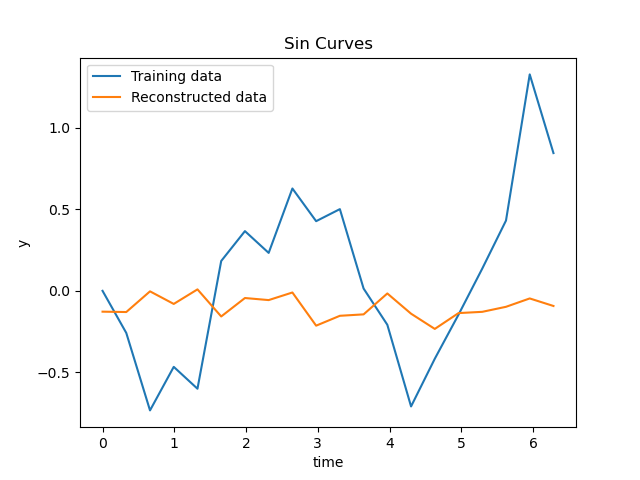 Sin Curves
Training data
Reconstructed data
1.0
0.5
0.0
−0.5
y
0 1 2 3 4 5 6
time